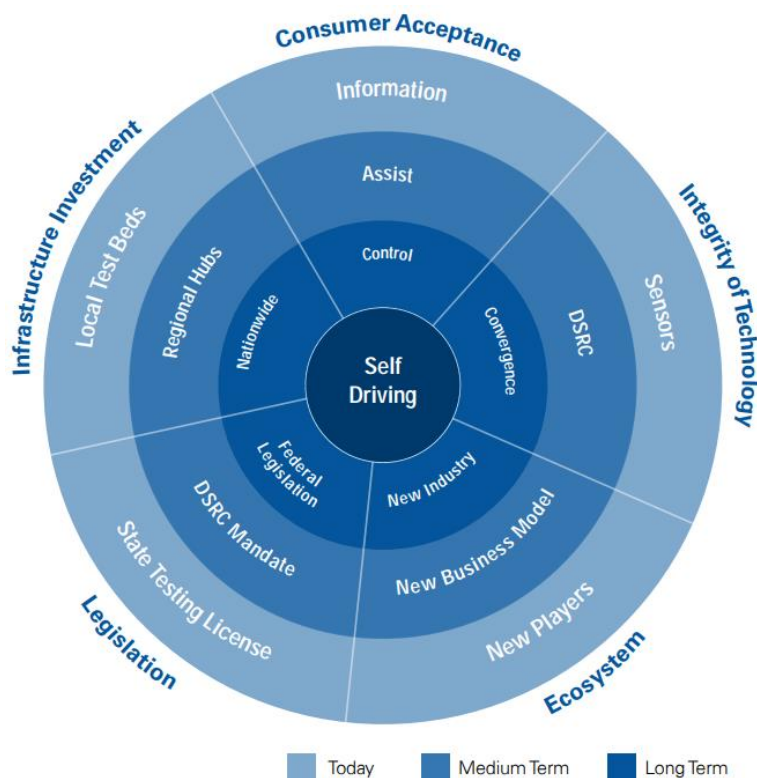 Consumer Acceptance
Information
Assist
Control
Infrastructure Investment
Local Test Beds
Regional Hubs
Nationwide
Integrity of Technology
Sensors
DSRC
Convergence
Self
Driving
Legislation
State Testing License
DSRC Mandate
Federal
Legislation
Ecosystem
New Players
New Business Model
New Industry
Today
Medium Term
Long Term